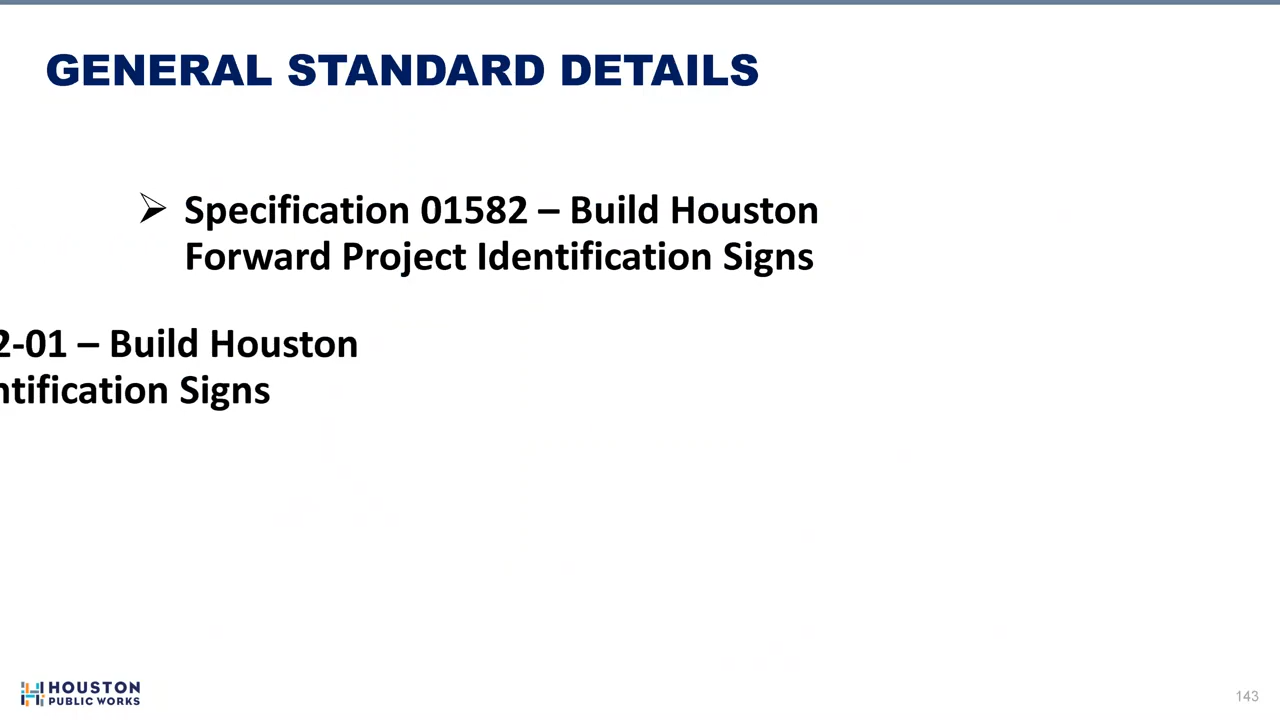 GENERAL STANDARD DETAILS
➢ Specification 01582 – Build Houston
Forward Project Identification Signs
2-01 – Build Houston
ntification Signs
HOUSTON
PUBLIC WORKS
143